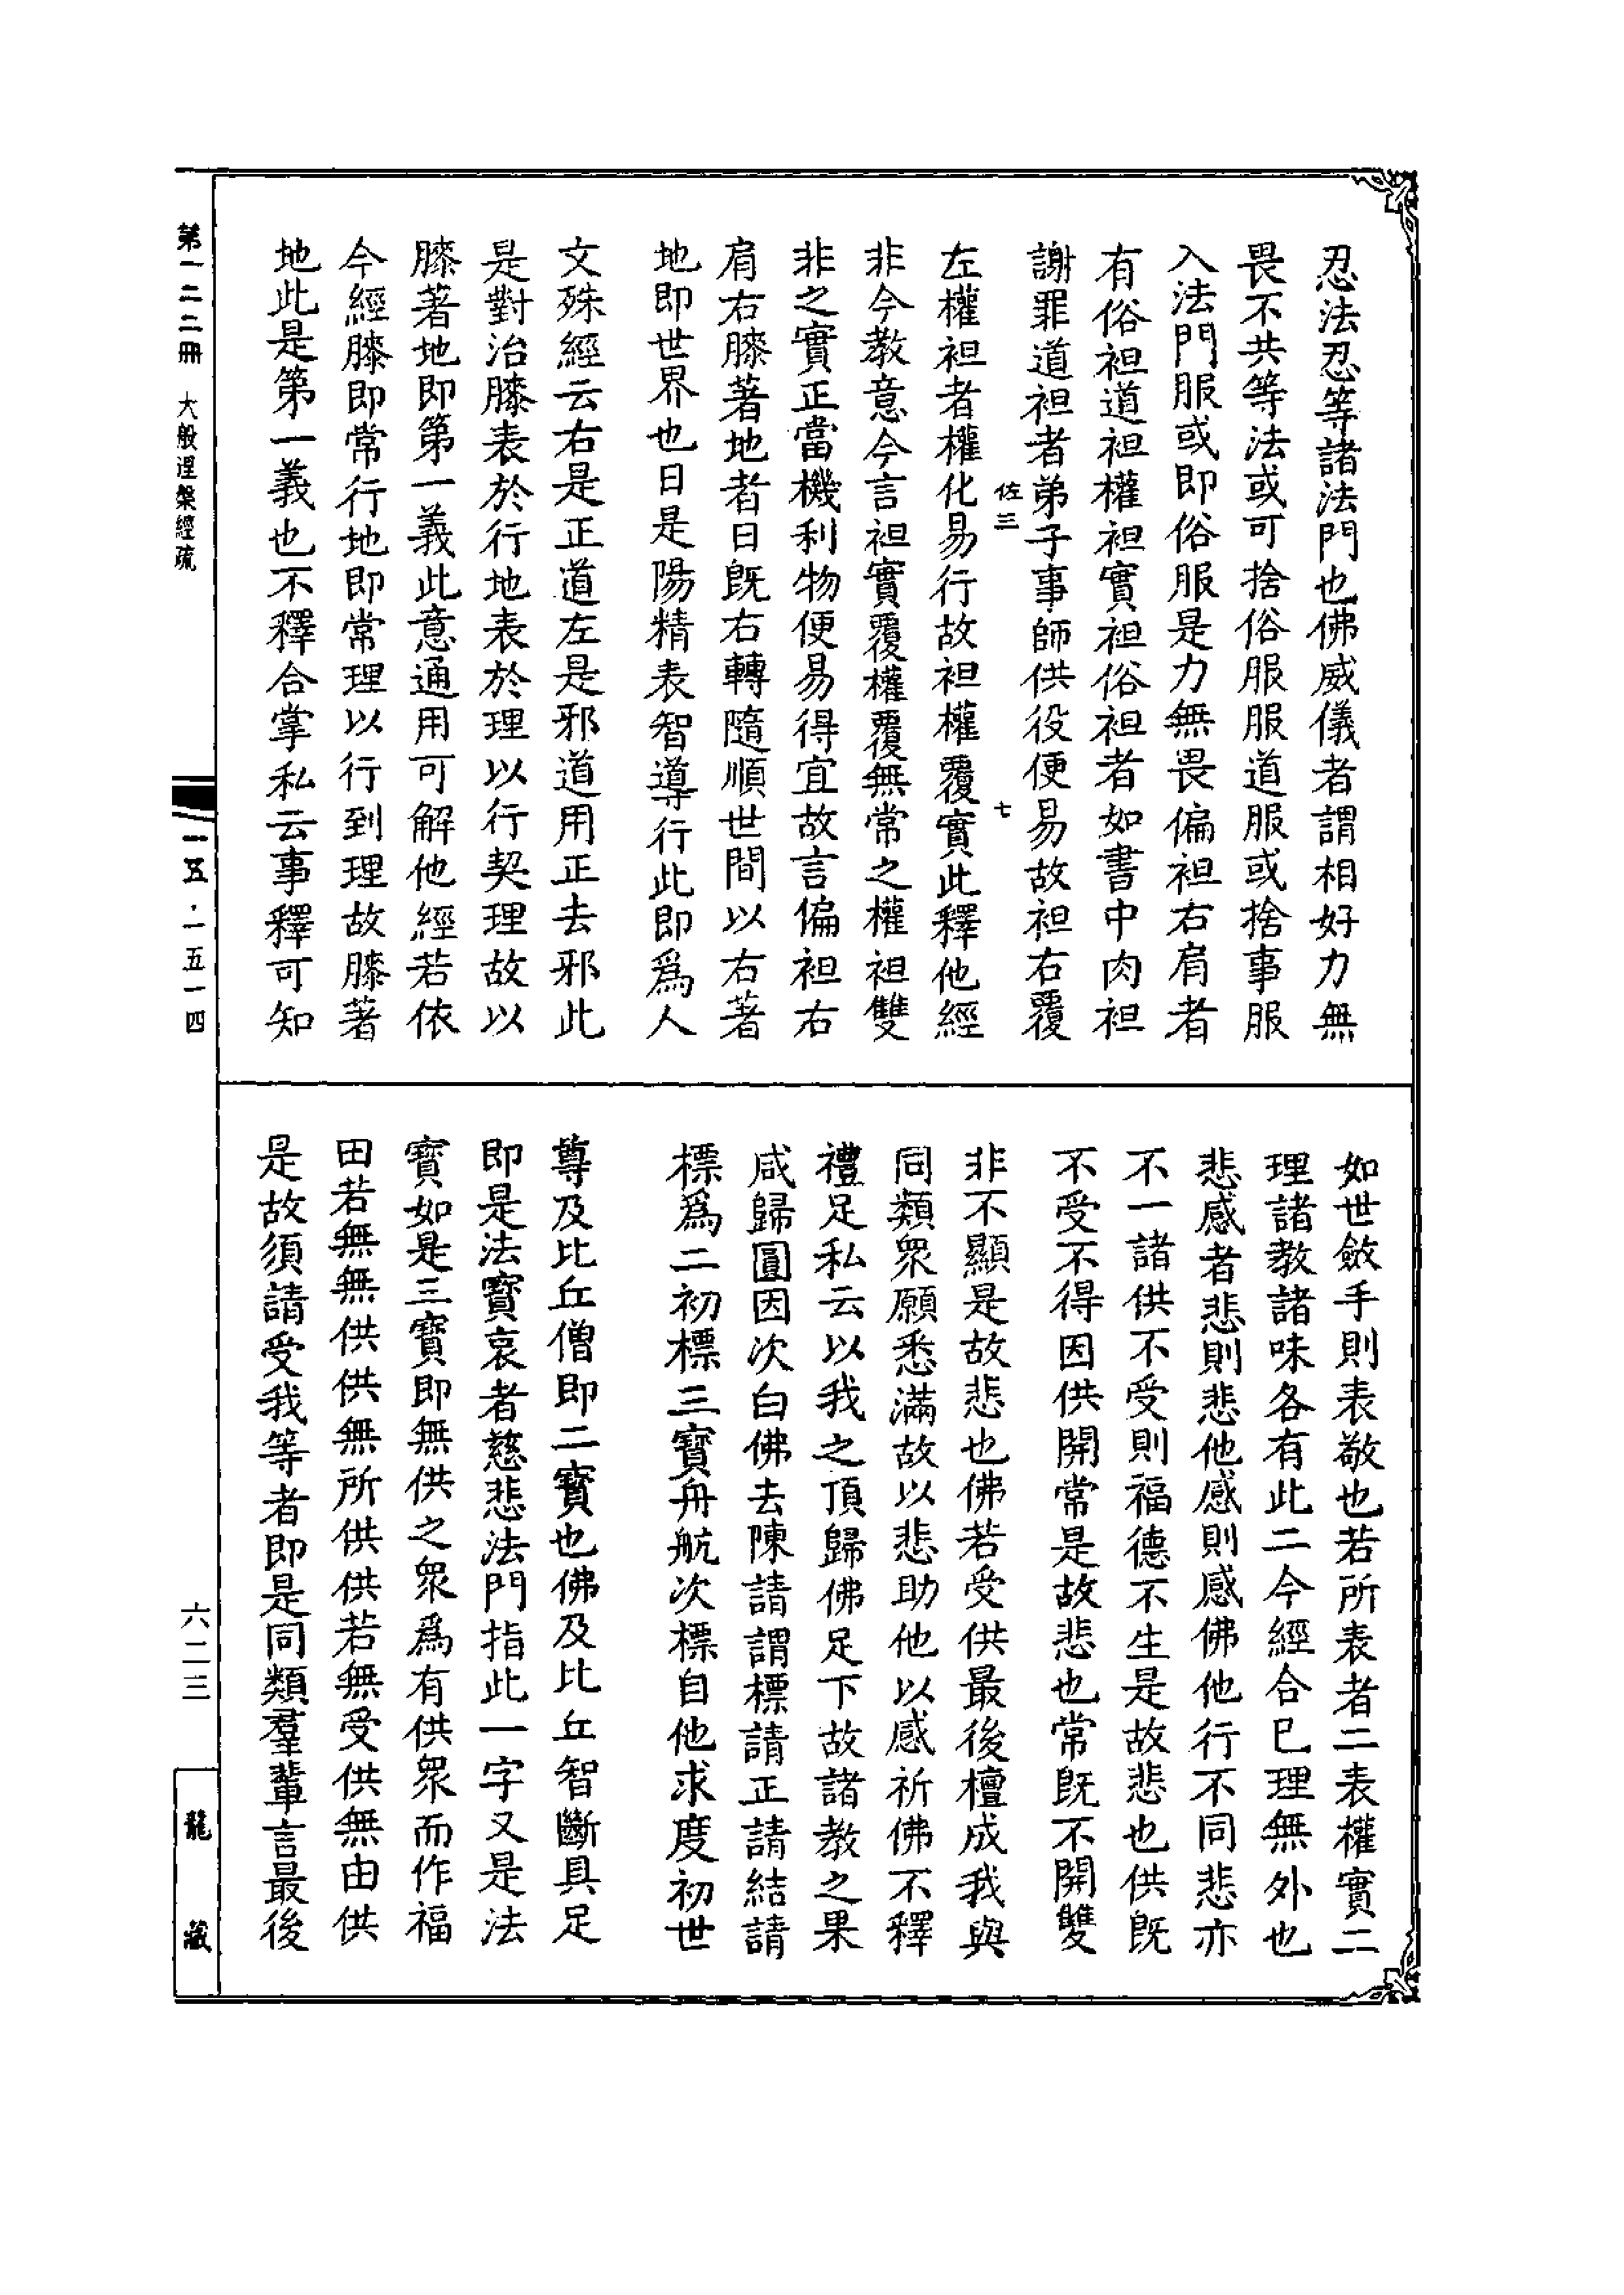 忍法忍等諸法門也佛威儀者謂相好力無
畏不共等法或可捨俗服服道服或捨事服
入法門服或即俗服是力無畏偏袒右肩者
有俗袒道袒權袒實袒俗袒者如書中肉袒
謝罪道袒者弟子事師供役便易故袒右覆
佐三 七
左權袒者權化易行故袒權覆實此釋他經
非今教意今言袒實覆權覆無常之權袒雙
非之實正當機利物便易得宜故言偏袒右
肩右膝著地者日旣右轉隨順世間以右著
地即世界也日是陽精表智導行此即爲人
文殊經云右是正道左是邪道用正去邪此
是對治膝表於行地表於理以行契理故以
膝著地即第一義此意通用可解他經若依
今經膝即常行地即常理以行到理故膝著
地此是第一義也不釋合掌私云事釋可知
如世斂手則表敬也若所表者二表權實二
理諸教諸味各有此二今經合已理無外也
悲感者悲則悲他感則感佛他行不同悲亦
不一諸供不受則福德不生是故悲也供旣
不受不得因供開常是故悲也常旣不開雙
非不顯是故悲也佛若受供最後檀成我與
同類衆願悉滿故以悲助他以感祈佛不釋
禮足私云以我之頂歸佛足下故諸教之果
咸歸圓因次白佛去陳請謂標請正請結請
標爲二初標三寶舟航次標自他求度初世
尊及比丘僧即二寶也佛及比丘智斷具足
即是法寶哀者慈悲法門指此一字又是法
寶如是三寶即無供之衆爲有供衆而作福
田若無無供供無所供供若無受供無由供
是故須請受我等者即是同類羣輩言最後
第一二二冊 大般涅槃經疏
一五·一五一四
六二三
龍藏